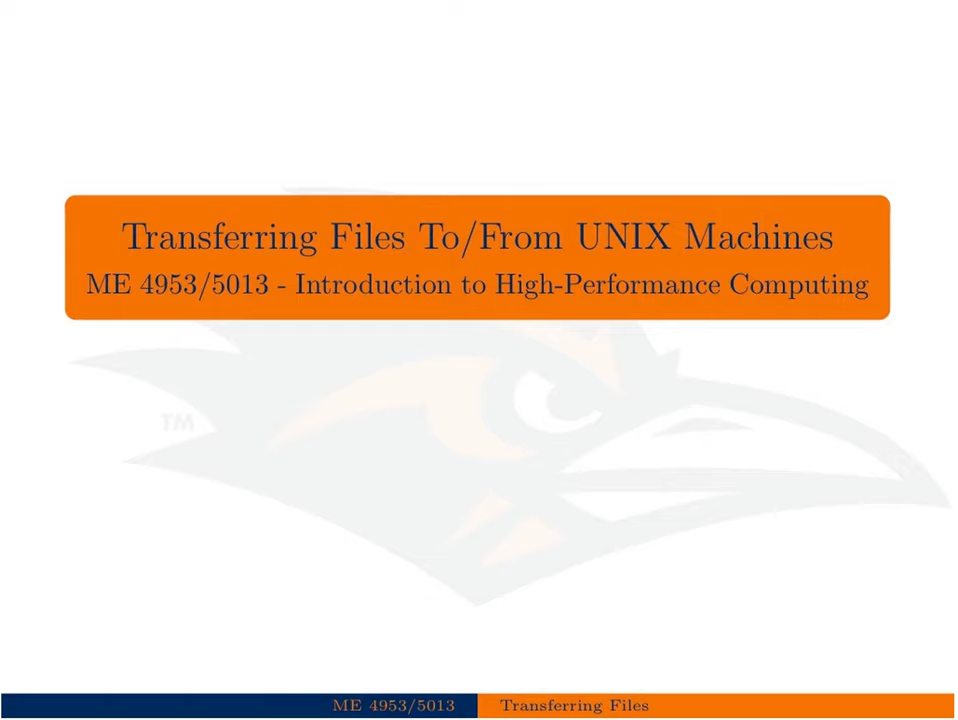 Transferring Files To/From UNIX Machines
ME 4953/5013 - Introduction to High-Performance Computing
TM
ME 4953/5013 Transferring Files